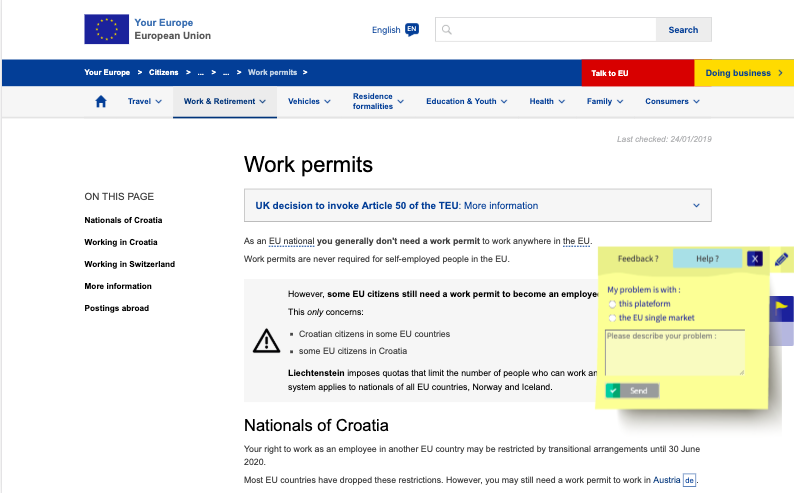 Your Europe
European Union
English EN
Search
Your Europe > Citizens > ... > ... > Work permits >
Talk to EU
Doing business >
Travel
Work & Retirement
Vehicles
Residence
formalities
Education & Youth
Health
Family
Consumers
Last checked: 24/01/2019
Work permits
ON THIS PAGE
Nationals of Croatia
Working in Croatia
Working in Switzerland
More information
Postings abroad
UK decision to invoke Article 50 of the TEU: More information
As an EU national you generally don't need a work permit to work anywhere in the EU.
Work permits are never required for self-employed people in the EU.
However, some EU citizens still need a work permit to become an employe
This only concerns:
Croatian citizens in some EU countries
some EU citizens in Croatia
Liechtenstein imposes quotas that limit the number of people who can work an
system applies to nationals of all EU countries, Norway and Iceland.
Feedback ?
Help ?
X
My problem is with :
this plateform
the EU single market
Please describe your problem :
Send
Nationals of Croatia
Your right to work as an employee in another EU country may be restricted by transitional arrangements until 30 June
2020.
Most EU countries have dropped these restrictions. However, you may still need a work permit to work in Austria de .